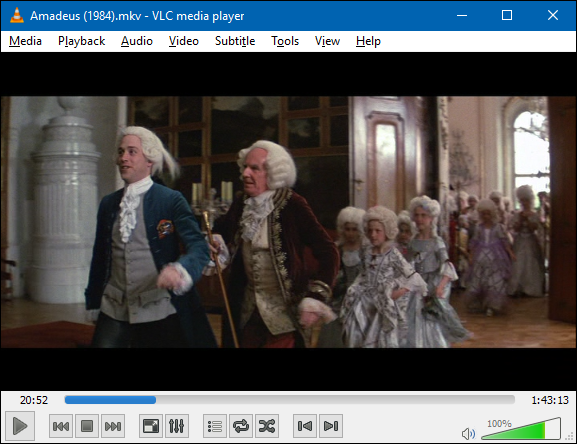 Amadeus (1984).mkv - VLC media player
Media Playback Audio Video Subtitle Tools View Help
20:52 1:43:13
100%